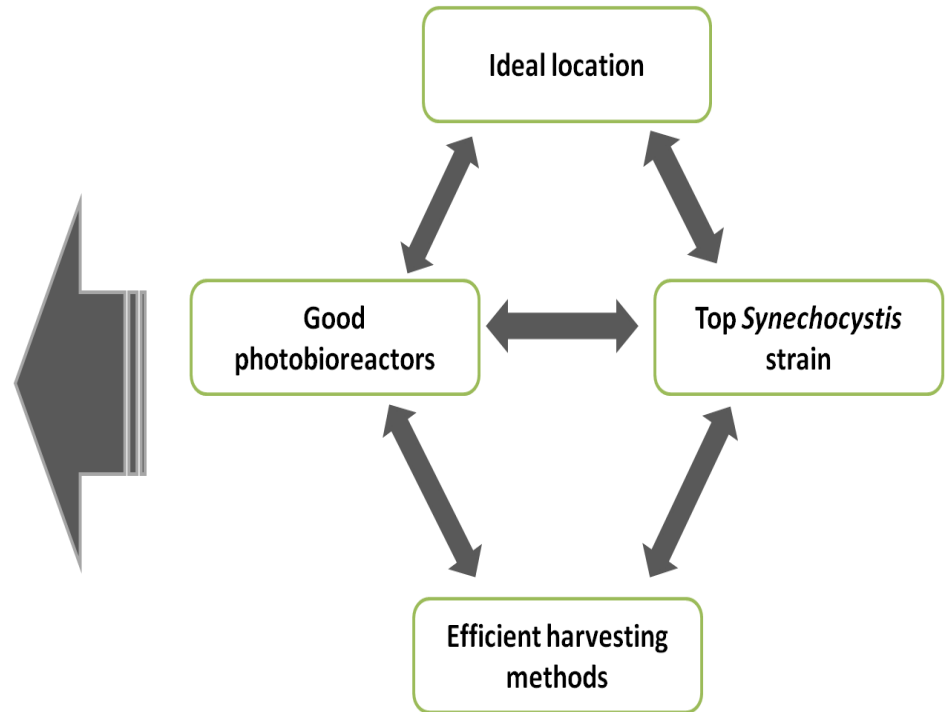 Ideal location
Good
photobioreactors
Top Synechocystis
strain
Efficient harvesting
methods